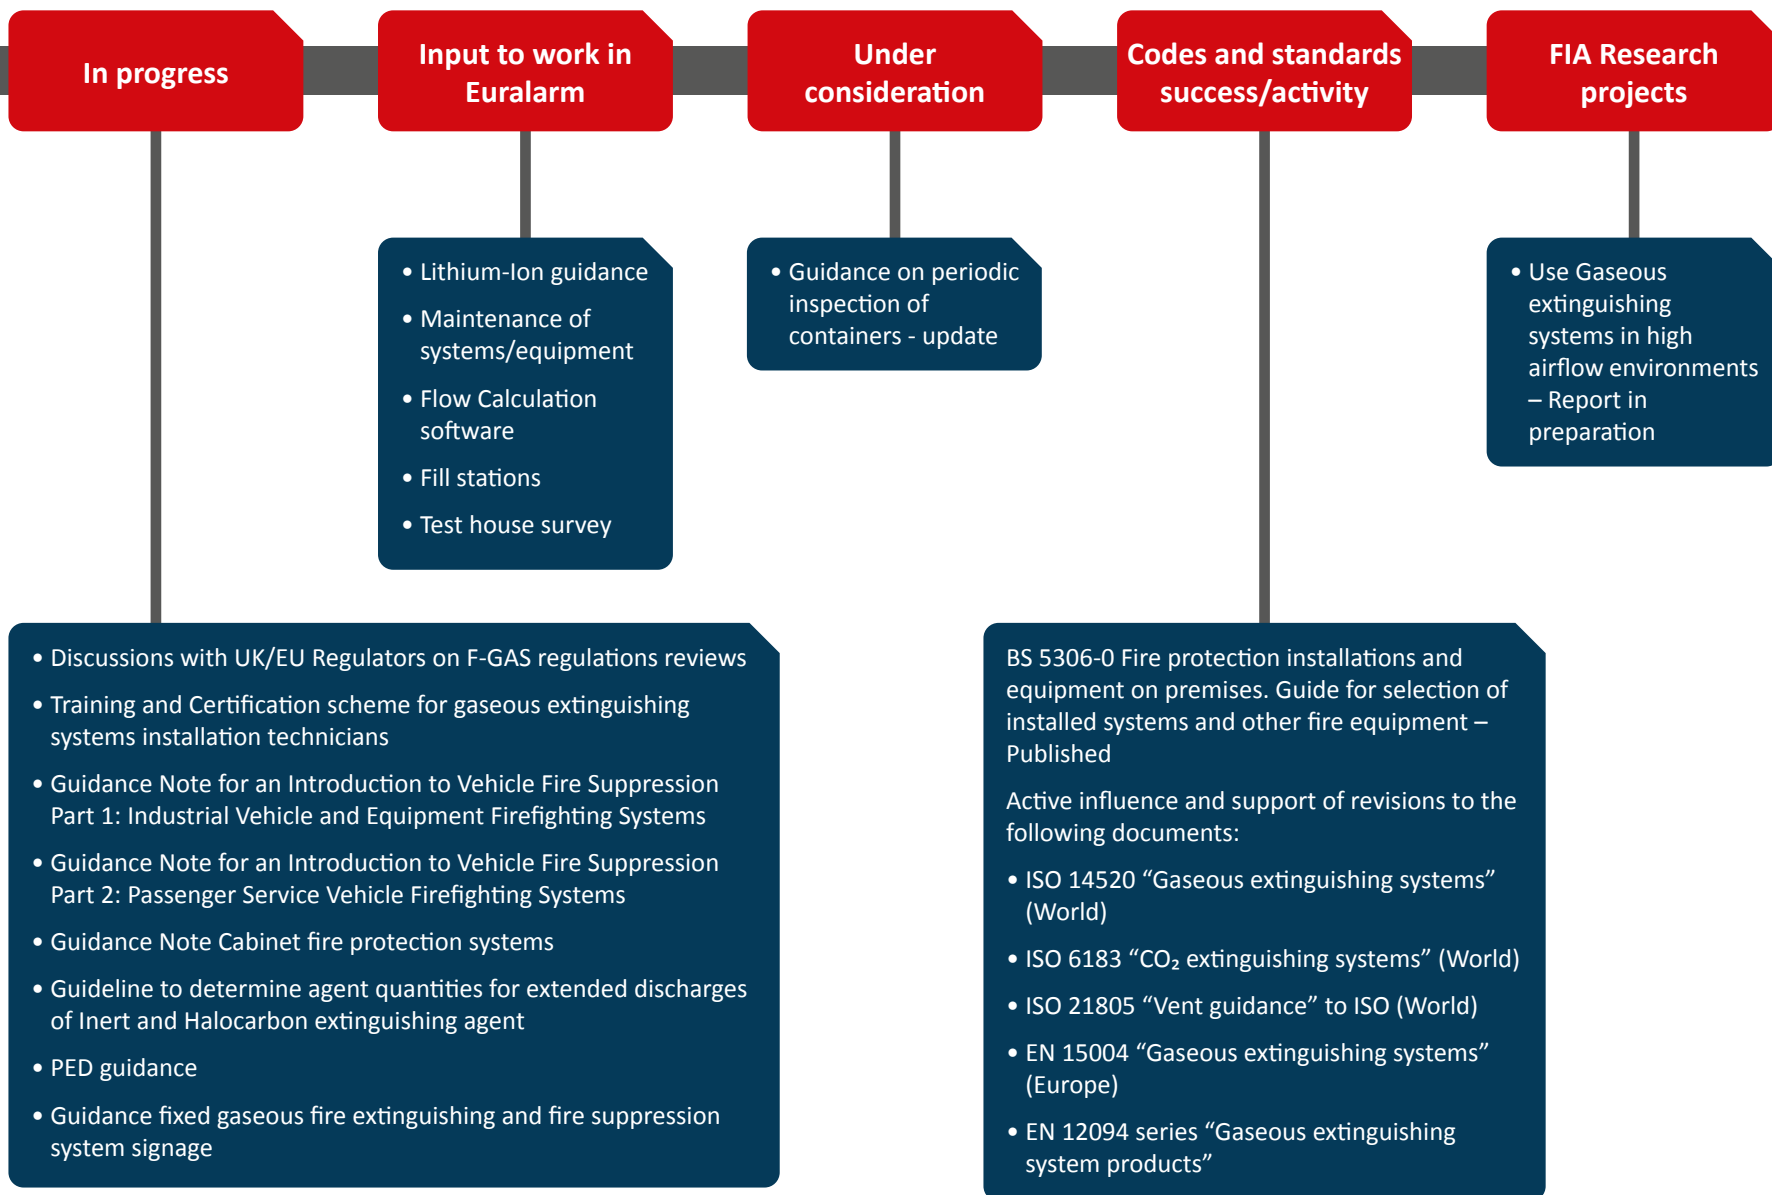 In progress
Input to work in
Euralarm
Under
consideration
Codes and standards
success/activity
FIA Research
projects
• Lithium-Ion guidance
• Maintenance of
systems/equipment
• Flow Calculation
software
• Fill stations
• Test house survey
• Guidance on periodic
inspection of
containers - update
• Use Gaseous
extinguishing
systems in high
airflow environments
– Report in
preparation
• Discussions with UK/EU Regulators on F-GAS regulations reviews
• Training and Certification scheme for gaseous extinguishing
systems installation technicians
• Guidance Note for an Introduction to Vehicle Fire Suppression
Part 1: Industrial Vehicle and Equipment Firefighting Systems
• Guidance Note for an Introduction to Vehicle Fire Suppression
Part 2: Passenger Service Vehicle Firefighting Systems
• Guidance Note Cabinet fire protection systems
• Guideline to determine agent quantities for extended discharges
of Inert and Halocarbon extinguishing agent
• PED guidance
• Guidance fixed gaseous fire extinguishing and fire suppression
system signage
BS 5306-0 Fire protection installations and
equipment on premises. Guide for selection of
installed systems and other fire equipment –
Published
Active influence and support of revisions to the
following documents:
• ISO 14520 “Gaseous extinguishing systems”
(World)
• ISO 6183 “CO₂ extinguishing systems” (World)
• ISO 21805 “Vent guidance” to ISO (World)
• EN 15004 “Gaseous extinguishing systems”
(Europe)
• EN 12094 series “Gaseous extinguishing
system products”